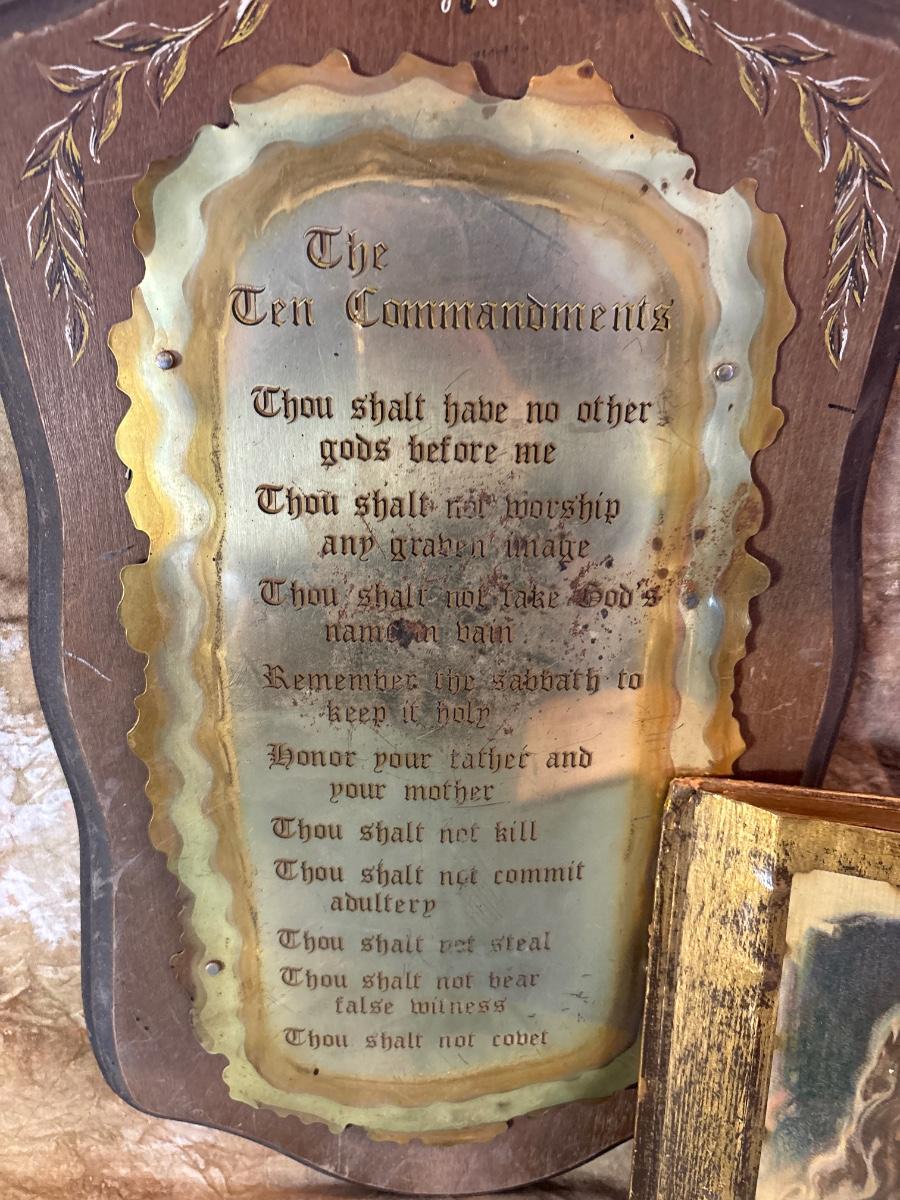 The
Ten Commandments
Thou shalt have no other
gods before me
Thou shalt not worship
any graven image
Thou shalt not take God's
name in vain
Remember the sabbath to
keep it holy
Honor your father and
your mother
Thou shalt not kill
Thou shalt not commit
adultery
Thou shalt not steal
Thou shalt not bear
false witness
Thou shalt not covet